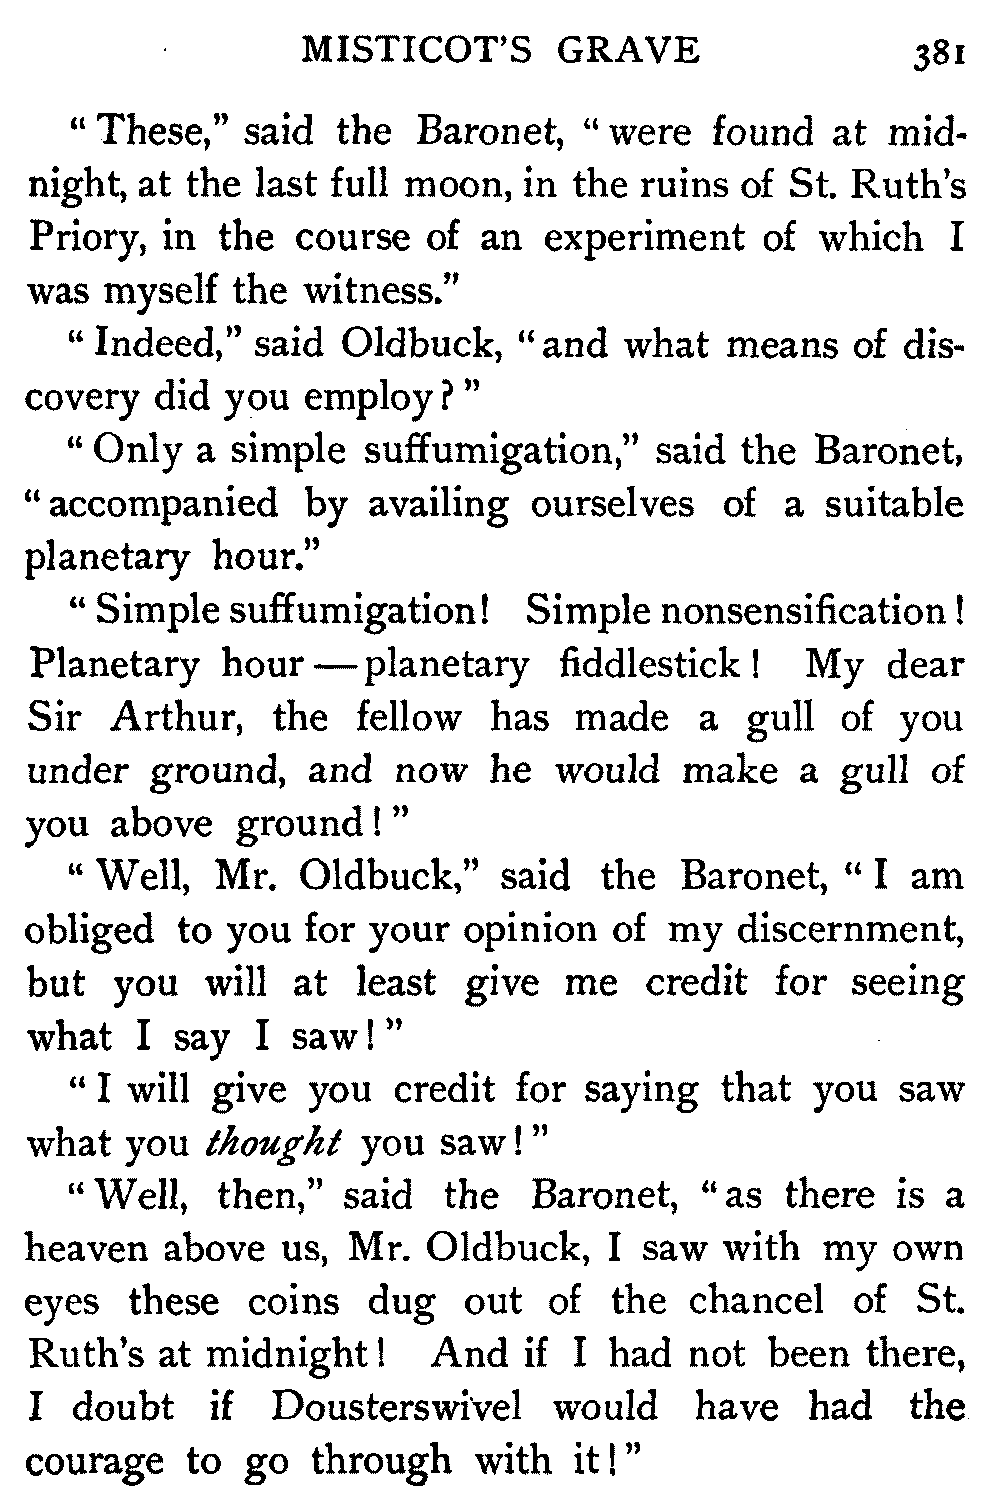 MISTICOT'S GRAVE 381
“These,” said the Baronet, “were found at mid-
night, at the last full moon, in the ruins of St. Ruth's
Priory, in the course of an experiment of which I
was myself the witness.”
“Indeed,” said Oldbuck, “and what means of dis-
covery did you employ?”
“Only a simple suffumigation,” said the Baronet,
“accompanied by availing ourselves of a suitable
planetary hour.”
“Simple suffumigation! Simple nonsensification!
Planetary hour—planetary fiddlestick! My dear
Sir Arthur, the fellow has made a gull of you
under ground, and now he would make a gull of
you above ground!”
“Well, Mr. Oldbuck,” said the Baronet, “I am
obliged to you for your opinion of my discernment,
but you will at least give me credit for seeing
what I say I saw!”
“I will give you credit for saying that you saw
what you thought you saw!”
“Well, then,” said the Baronet, “as there is a
heaven above us, Mr. Oldbuck, I saw with my own
eyes these coins dug out of the chancel of St.
Ruth's at midnight! And if I had not been there,
I doubt if Dousterswivel would have had the
courage to go through with it!”